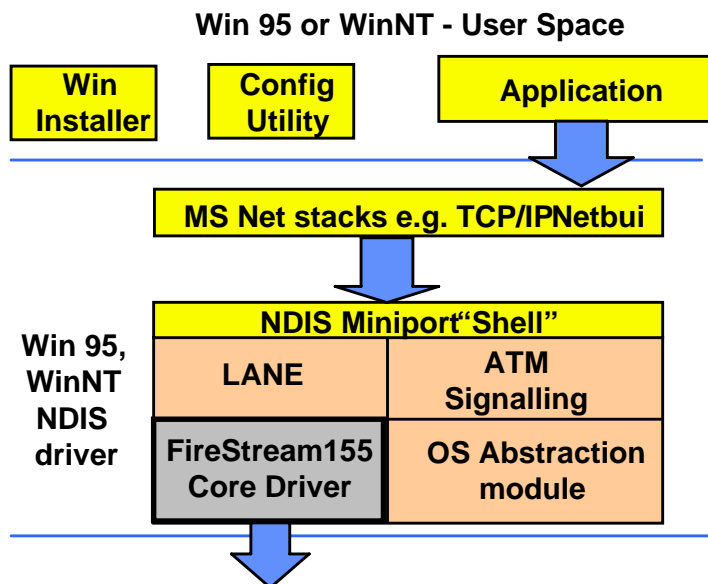 Win 95 or WinNT - User Space
Win
Installer
Config
Utility
Application
MS Net stacks e.g. TCP/IPNetbui
NDIS Miniport“Shell”
Win 95,
WinNT
NDIS
driver
LANE
ATM
Signalling
FireStream155
Core Driver
OS Abstraction
module